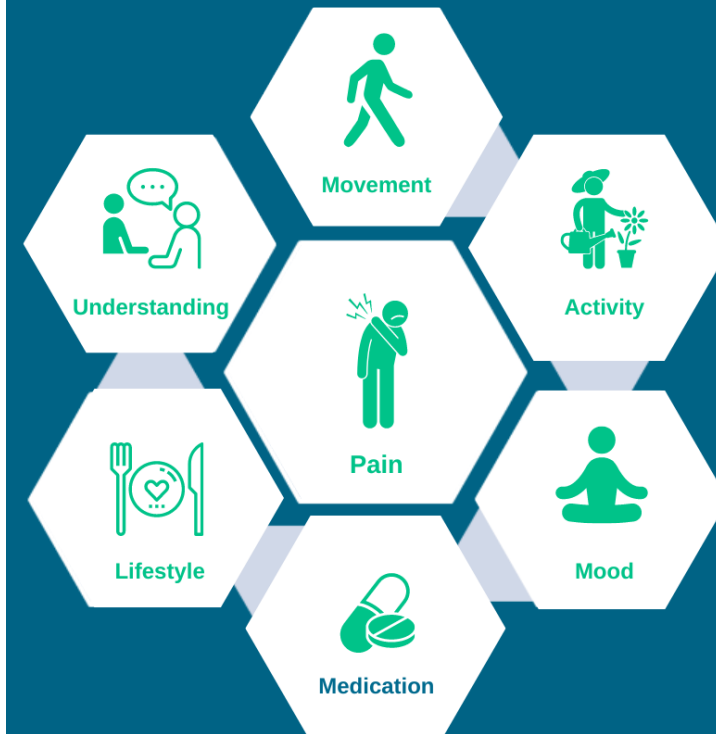 Movement
Understanding
Activity
Pain
Lifestyle
Mood
Medication